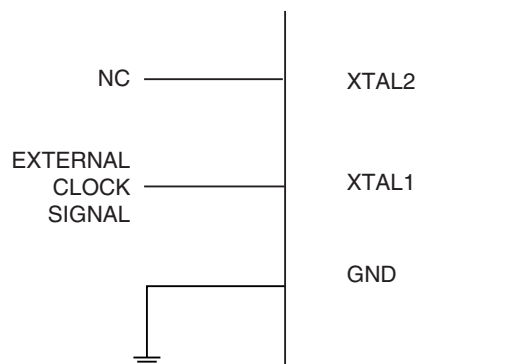 NC
XTAL2
EXTERNAL
CLOCK
SIGNAL
XTAL1
GND